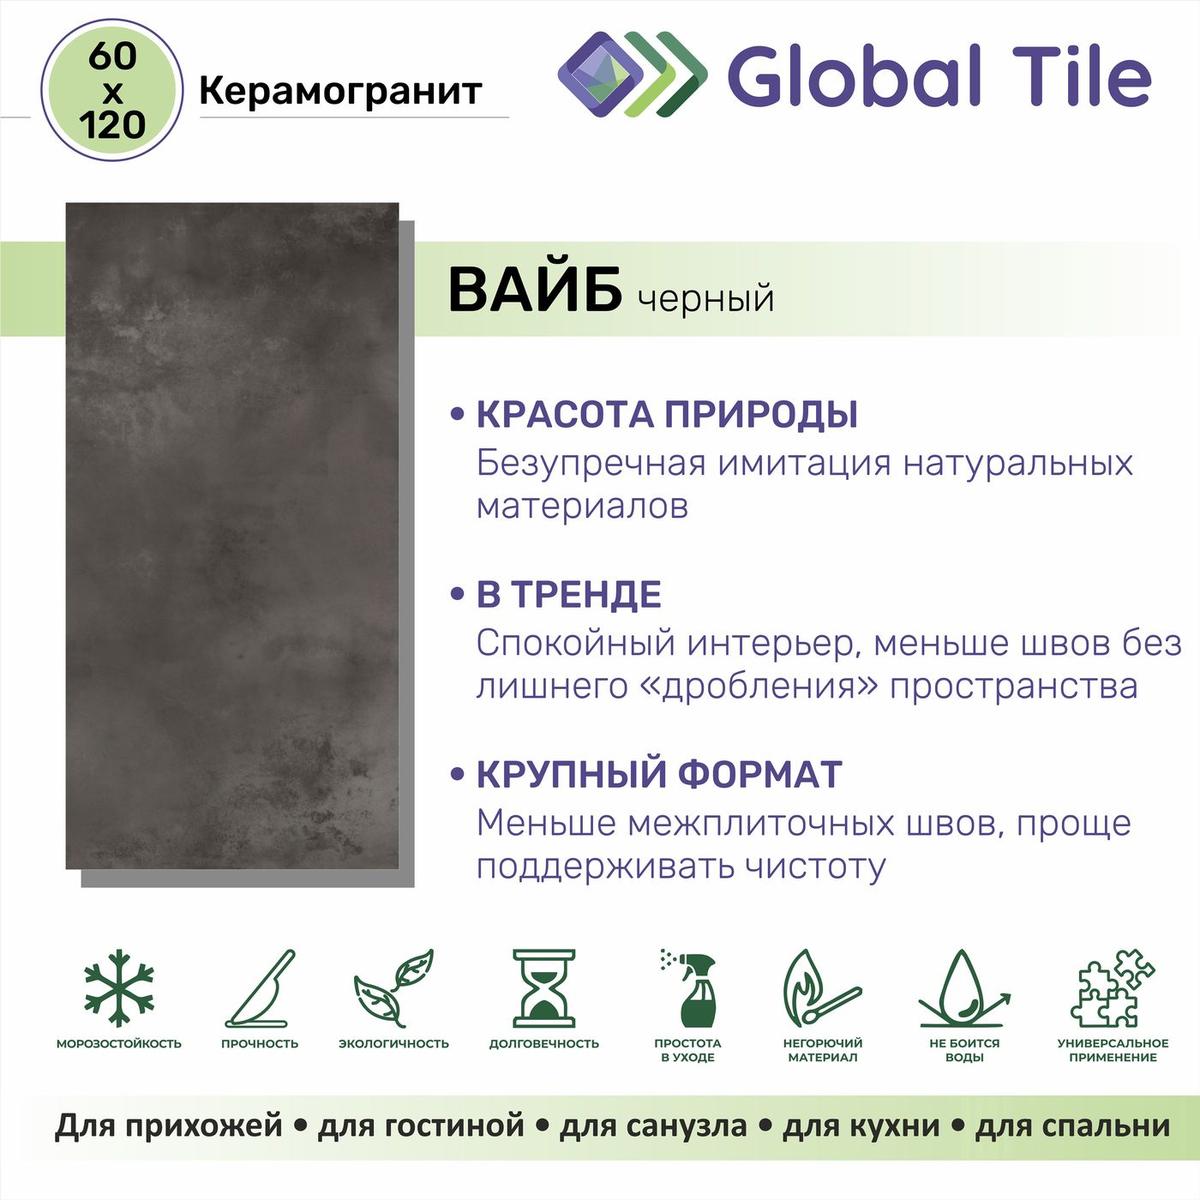 60
х
120
Керамогранит
Global Tile
ВАЙБ черный
• КРАСОТА ПРИРОДЫ
Безупречная имитация натуральных
материалов
• В ТРЕНДЕ
Спокойный интерьер, меньше швов без
лишнего «дробления» пространства
• КРУПНЫЙ ФОРМАТ
Меньше межплиточных швов, проще
поддерживать чистоту
МОРОЗОСТОЙКОСТЬ
ПРОЧНОСТЬ
ЭКОЛОГИЧНОСТЬ
ДОЛГОВЕЧНОСТЬ
ПРОСТОТА
В УХОДЕ
НЕГОРЮЧИЙ
МАТЕРИАЛ
НЕ БОИТСЯ
ВОДЫ
УНИВЕРСАЛЬНОЕ
ПРИМЕНЕНИЕ
Для прихожей • для гостиной • для санузла • для кухни • для спальни